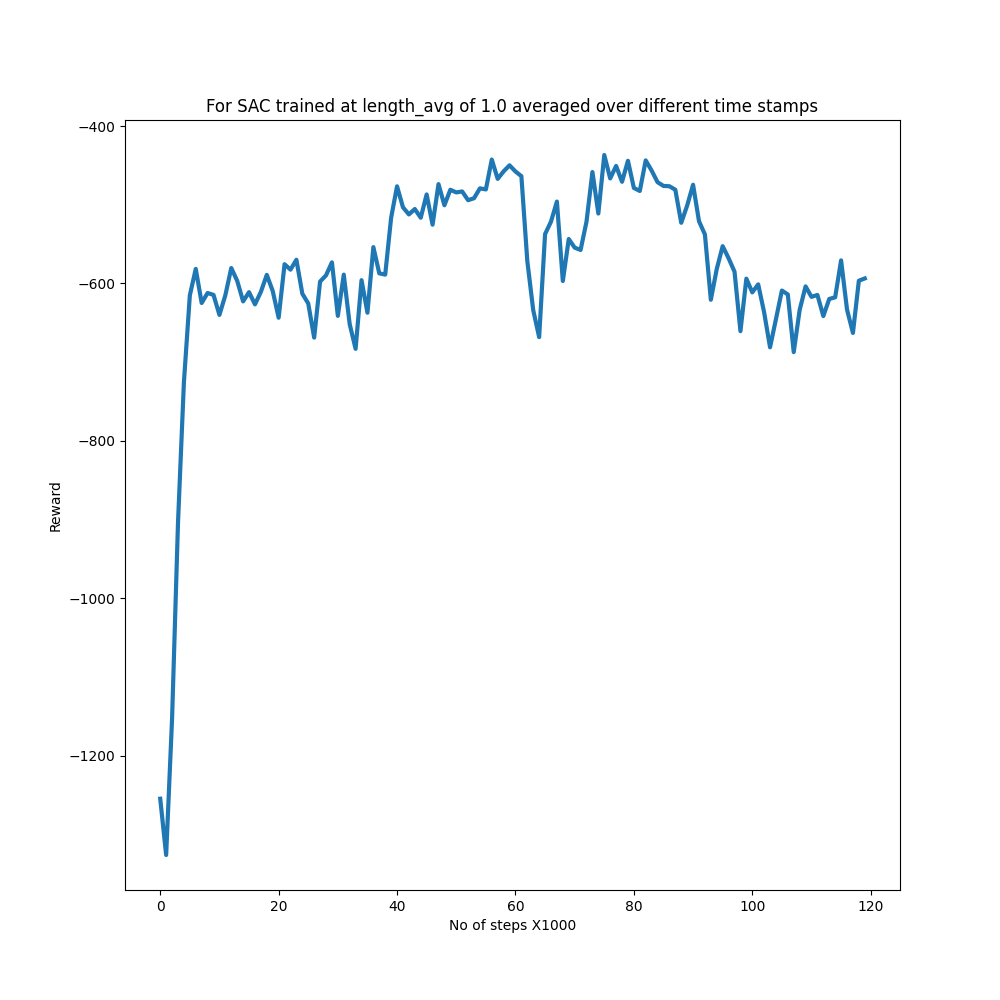 For SAC trained at length_avg of 1.0 averaged over different time stamps
−400
−600
−800
−1000
−1200
Reward
0 20 40 60 80 100 120
No of steps X1000